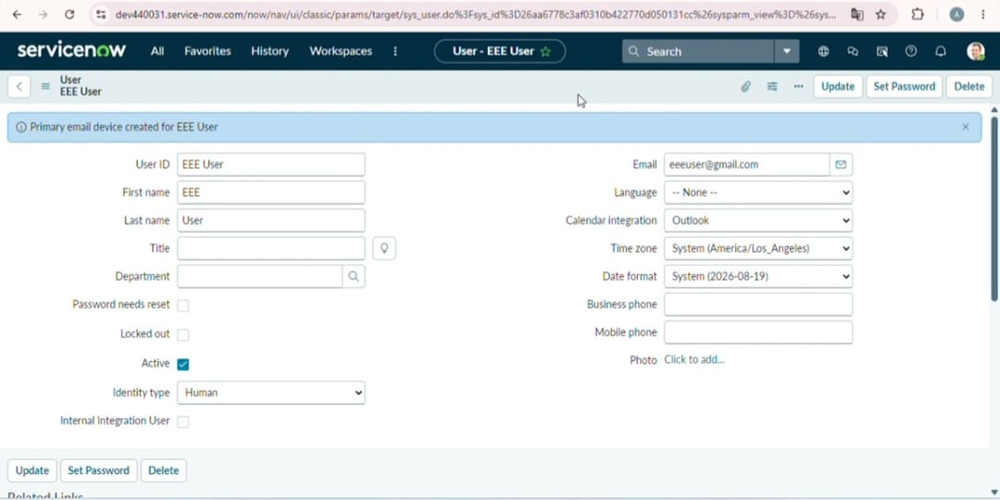 dev440031.service-now.com/now/nav/ui/classic/params/target/sys_user.do%3Fsys_id%3D26aa6778c3af0310b422770d050131cc%26sysparm_view%3D%26sys...
A
servicenow All Favorites History Workspaces User - EEE User Search
User
EEE User
Update Set Password Delete
Primary email device created for EEE User
User ID EEE User
First name EEE
Last name User
Title
Department
Password needs reset
Locked out
Active
Identity type Human
Internal Integration User
Email eeeuser@gmail.com
Language -- None --
Calendar integration Outlook
Time zone System (America/Los_Angeles)
Date format System (2026-08-19)
Business phone
Mobile phone
Photo Click to add...
Update Set Password Delete
Related Links